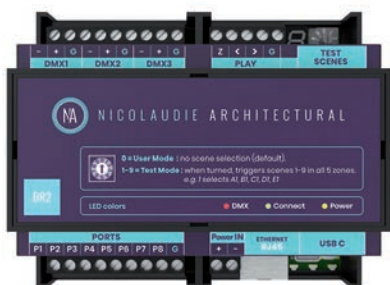 - + G - + G - + G Z < > G
DMX1 DMX2 DMX3 PLAY TEST SCENES
NA NICOLAUDIE ARCHITECTURAL
0 = User Mode : no scene selection (default).
1-9 = Test Mode : when turned, triggers scenes 1-9 in all 5 zones.
e.g. 1 selects A1, B1, C1, D1, E1
DR2
LED colors DMX Connect Power
PORTS Power IN ETHERNET RJ45 USB C
P1 P2 P3 P4 P5 P6 P7 P8 G + -